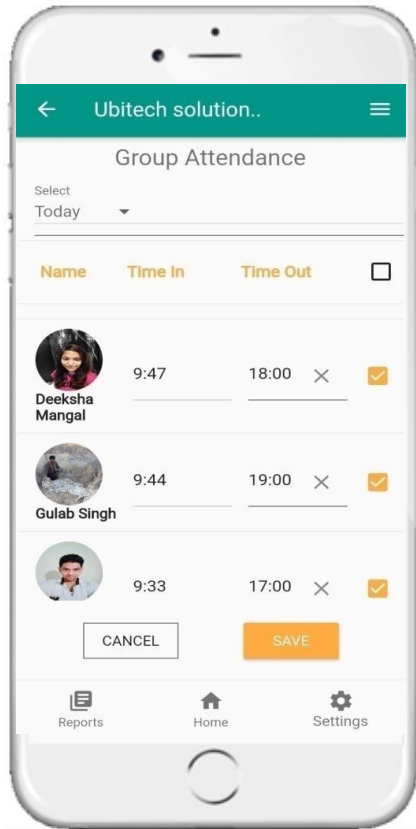 Ubitech solution..
Group Attendance
Select
Today
Name Time In Time Out
9:47 18:00
Deeksha
Mangal
9:44 19:00
Gulab Singh
9:33 17:00
CANCEL SAVE
Reports Home Settings